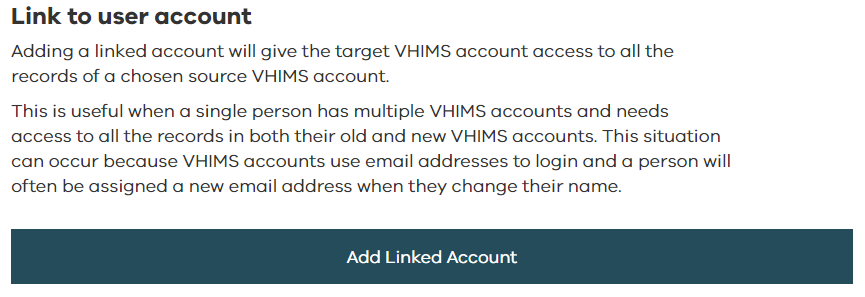 Link to user account
Adding a linked account will give the target VHIMS account access to all the
records of a chosen source VHIMS account.
This is useful when a single person has multiple VHIMS accounts and needs
access to all the records in both their old and new VHIMS accounts. This situation
can occur because VHIMS accounts use email addresses to login and a person will
often be assigned a new email address when they change their name.
Add Linked Account